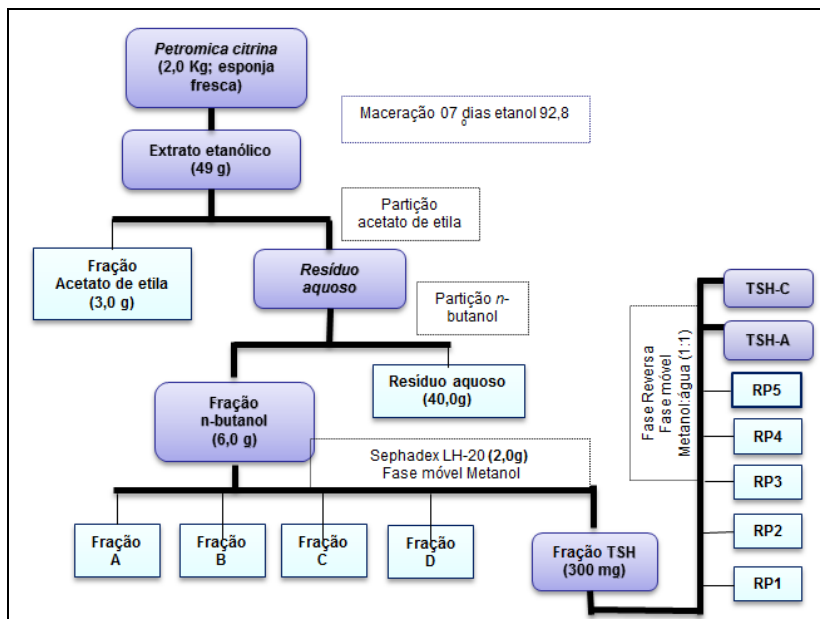 Petromica citrina
(2,0 Kg; esponja
fresca)
Maceração 07 dias etanol 92,8
o
Extrato etanólico
(49 g)
Partição
acetato de etila
Fração
Acetato de etila
(3,0 g)
Resíduo
aquoso
Partição n-
butanol
Fração
n-butanol
(6,0 g)
Resíduo aquoso
(40,0g)
Sephadex LH-20 (2,0g)
Fase móvel Metanol
Fração
A
Fração
B
Fração
C
Fração
D
Fração TSH
(300 mg)
Fase Reversa
Fase móvel
Metanol:água (1:1)
TSH-C
TSH-A
RP5
RP4
RP3
RP2
RP1